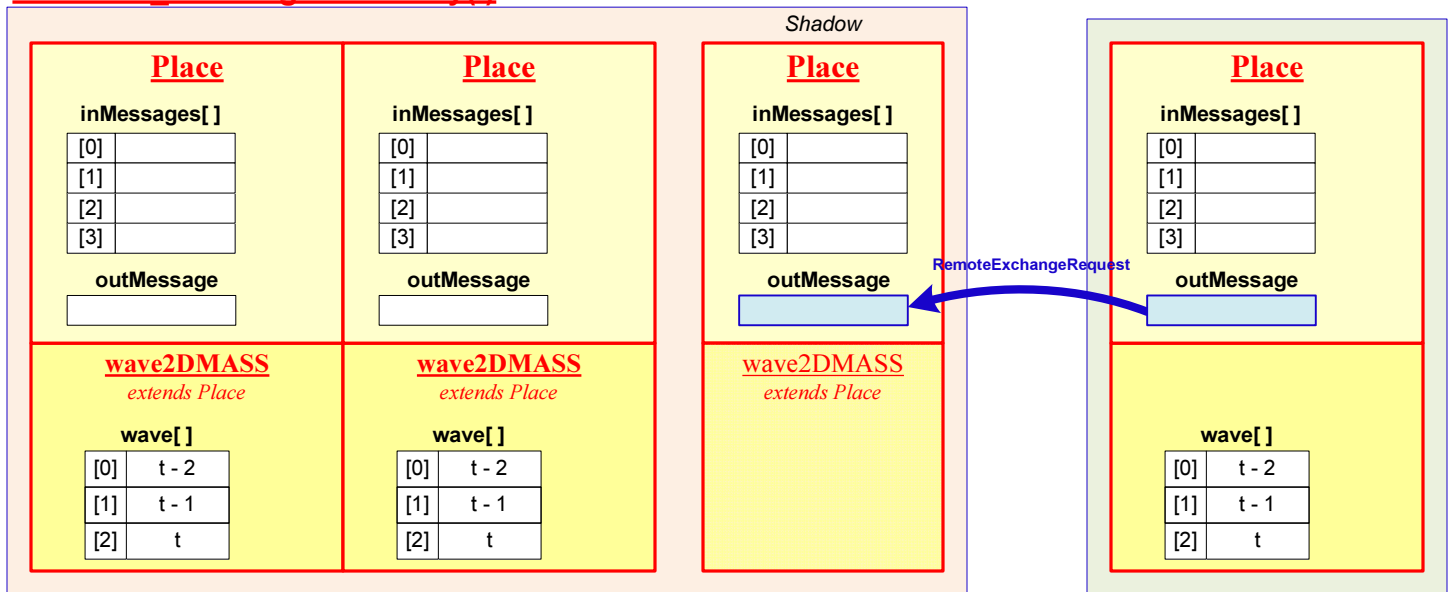 Shadow
Place
inMessages[ ]
[0]
[1]
[2]
[3]
outMessage
wave2DMASS
extends Place
wave[ ]
[0] t - 2
[1] t - 1
[2] t
Place
inMessages[ ]
[0]
[1]
[2]
[3]
outMessage
wave2DMASS
extends Place
wave[ ]
[0] t - 2
[1] t - 1
[2] t
Place
inMessages[ ]
[0]
[1]
[2]
[3]
outMessage
wave2DMASS
extends Place
RemoteExchangeRequest
Place
inMessages[ ]
[0]
[1]
[2]
[3]
outMessage
wave[ ]
[0] t - 2
[1] t - 1
[2] t